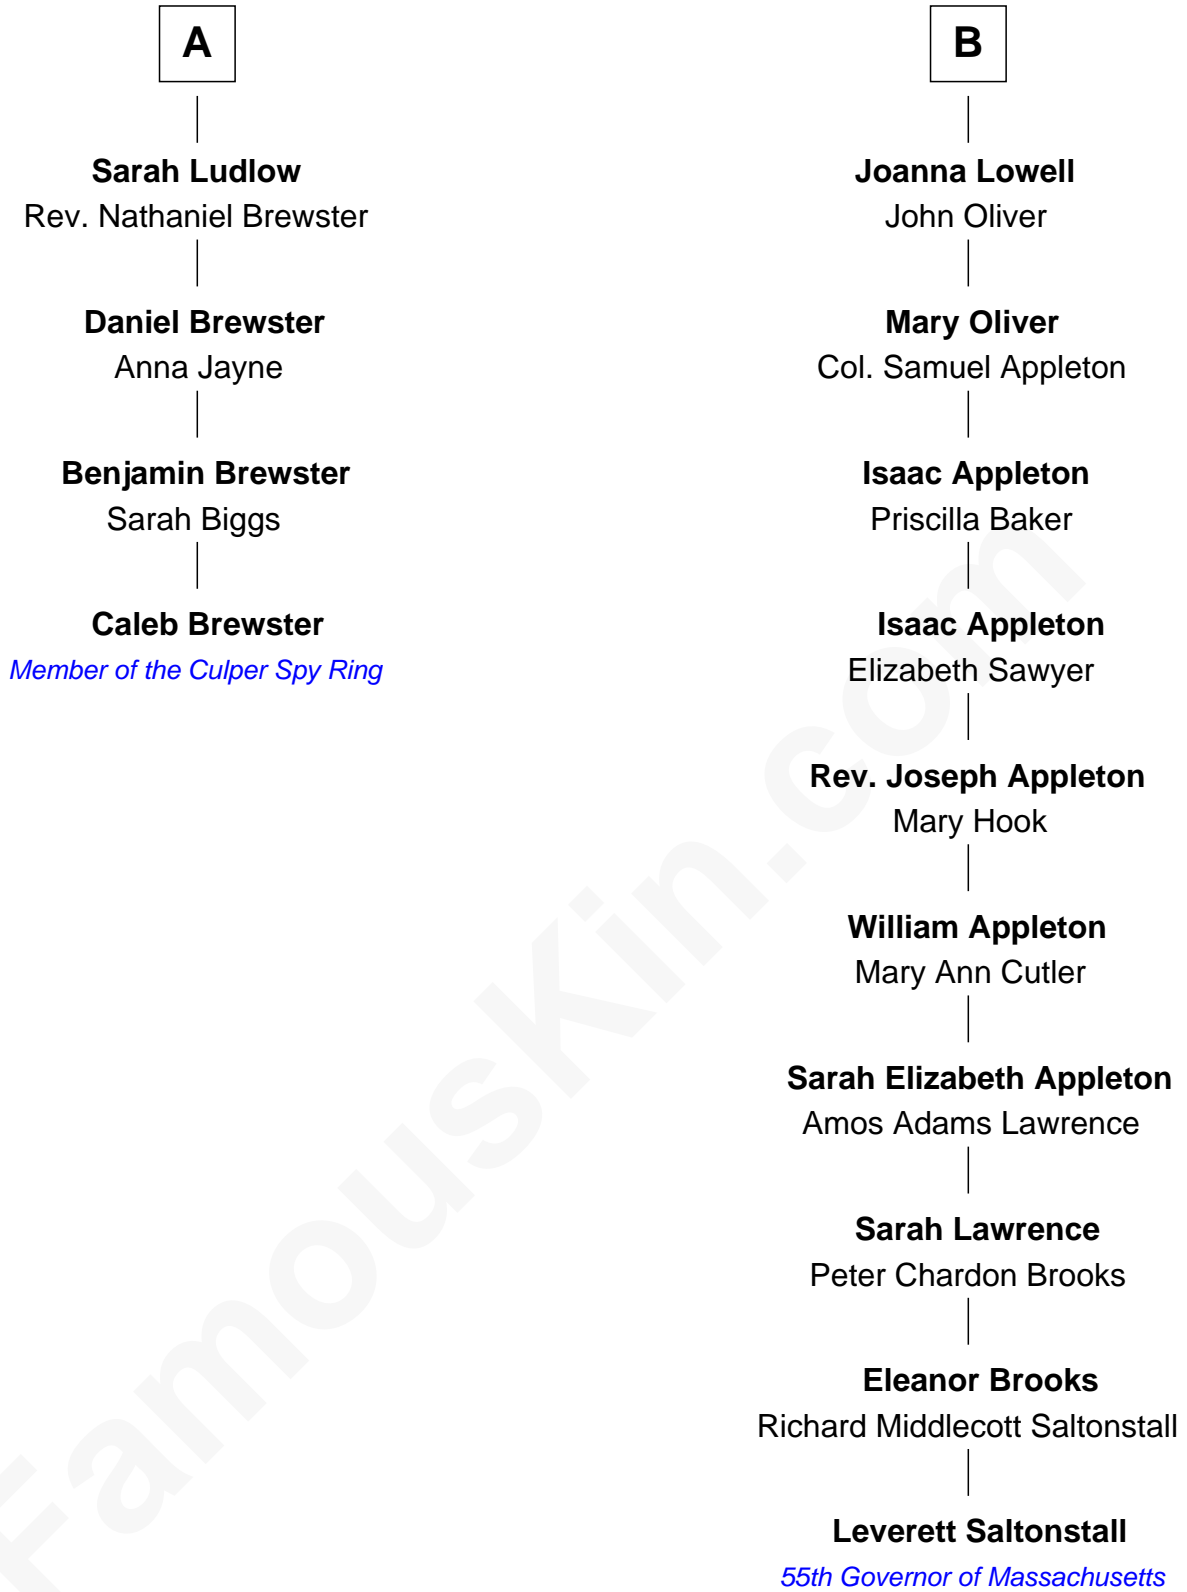 A
Sarah Ludlow
Rev. Nathaniel Brewster
Daniel Brewster
Anna Jayne
Benjamin Brewster
Sarah Biggs
Caleb Brewster
Member of the Culper Spy Ring
B
Joanna Lowell
John Oliver
Mary Oliver
Col. Samuel Appleton
Isaac Appleton
Priscilla Baker
Isaac Appleton
Elizabeth Sawyer
Rev. Joseph Appleton
Mary Hook
William Appleton
Mary Ann Cutler
Sarah Elizabeth Appleton
Amos Adams Lawrence
Sarah Lawrence
Peter Chardon Brooks
Eleanor Brooks
Richard Middlecott Saltonstall
Leverett Saltonstall
55th Governor of Massachusetts
FamousKin.com